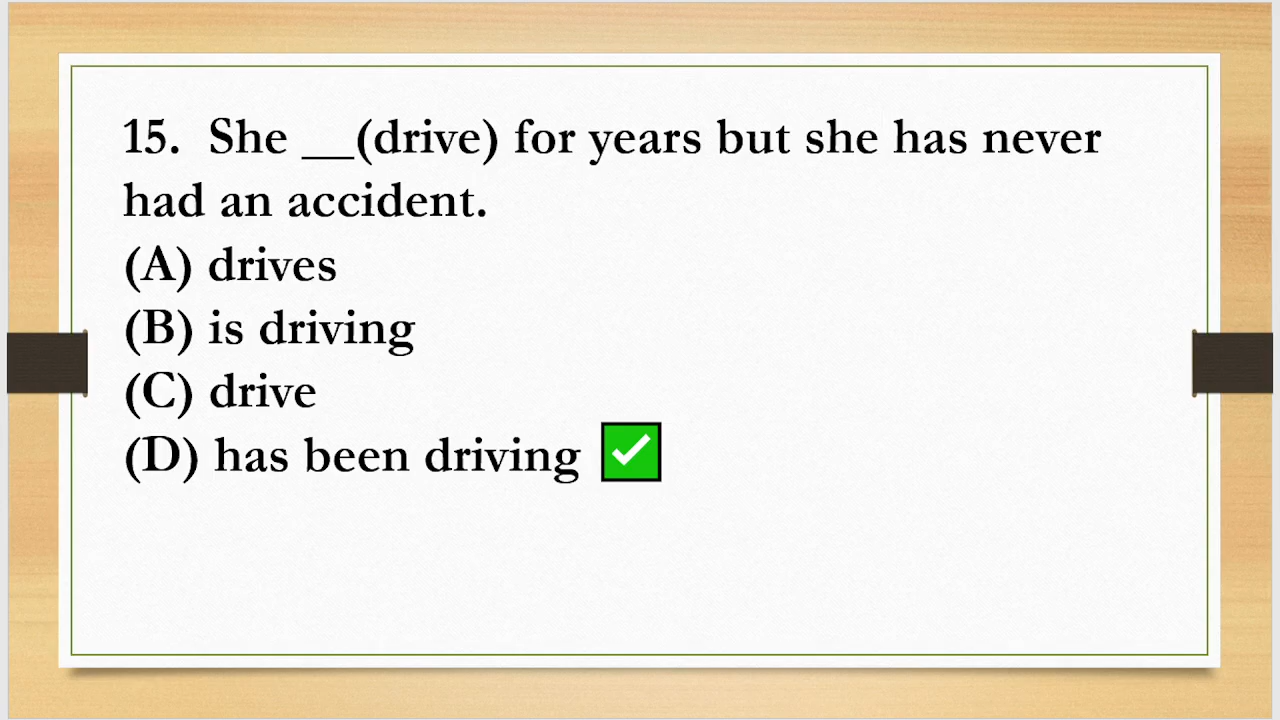 15. She __(drive) for years but she has never
had an accident.
(A) drives
(B) is driving
(C) drive
(D) has been driving